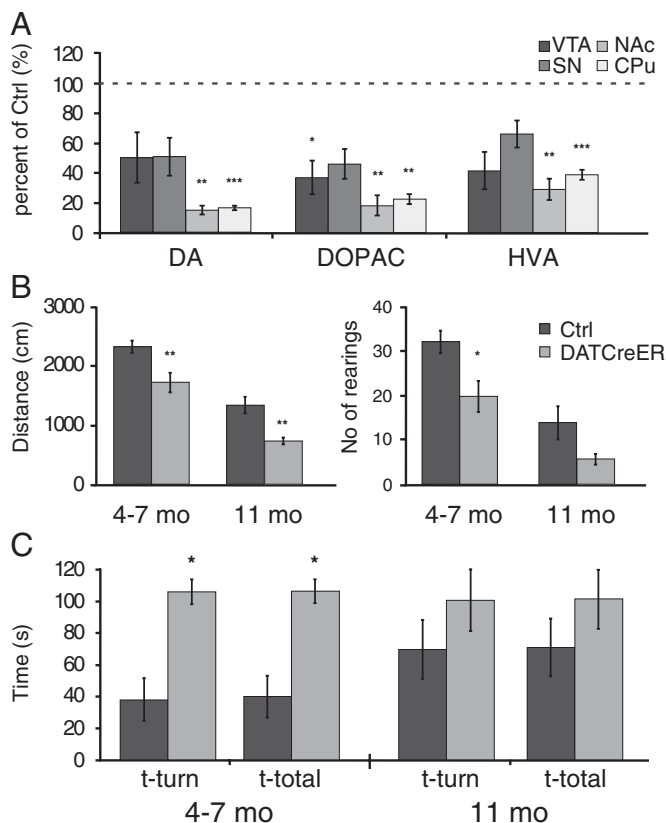 A
percent of Ctrl (%)
120
100
80
60
40
20
0
VTA NAc
SN CPu
** ***
* ** **
** ***
DA DOPAC HVA
B
Distance (cm)
3000
2000
1000
0
**
**
4-7 mo 11 mo
No of rearings
40
30
20
10
0
*
Ctrl
DATCreER
4-7 mo 11 mo
C
Time (s)
120
100
80
60
40
20
0
* *
t-turn t-total t-turn t-total
4-7 mo 11 mo